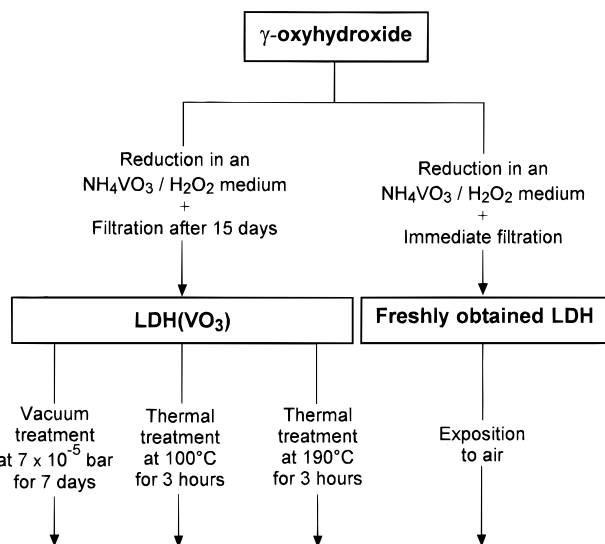 γ-oxyhydroxide
Reduction in an
NH₄VO₃ / H₂O₂ medium
+
Filtration after 15 days
Reduction in an
NH₄VO₃ / H₂O₂ medium
+
Immediate filtration
LDH(VO₃)
Freshly obtained LDH
Vacuum
treatment
at 7 x 10⁻⁵ bar
for 7 days
Thermal
treatment
at 100°C
for 3 hours
Thermal
treatment
at 190°C
for 3 hours
Exposition
to air